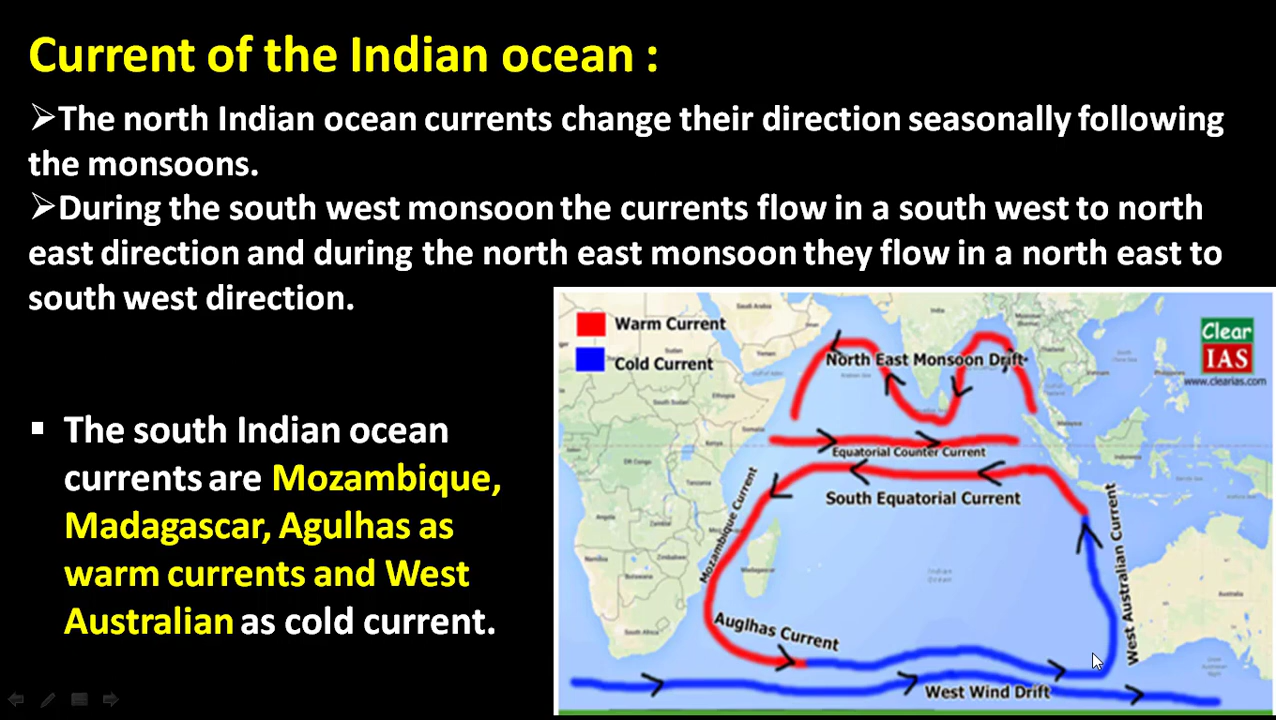 Current of the Indian ocean :
➢The north Indian ocean currents change their direction seasonally following
the monsoons.
➢During the south west monsoon the currents flow in a south west to north
east direction and during the north east monsoon they flow in a north east to
south west direction.
▪ The south Indian ocean
currents are Mozambique,
Madagascar, Agulhas as
warm currents and West
Australian as cold current.
Warm Current
Cold Current
Clear
IAS
www.clearias.com
North East Monsoon Drift
Equatorial Counter Current
South Equatorial Current
Mozambique Current
Auglhas Current
West Australian Current
West Wind Drift
Indian
Ocean
Madagascar